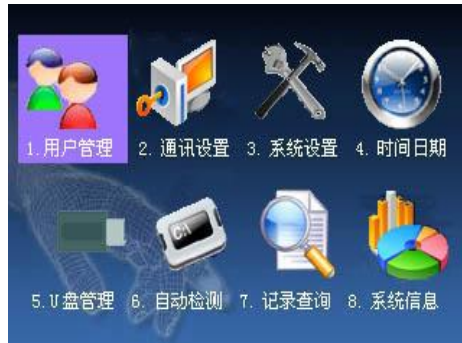 1.用户管理 2. 通讯设置 3. 系统设置 4. 时间日期
C:\
5.U盘管理 6. 自动检测 7. 记录查询 8. 系统信息